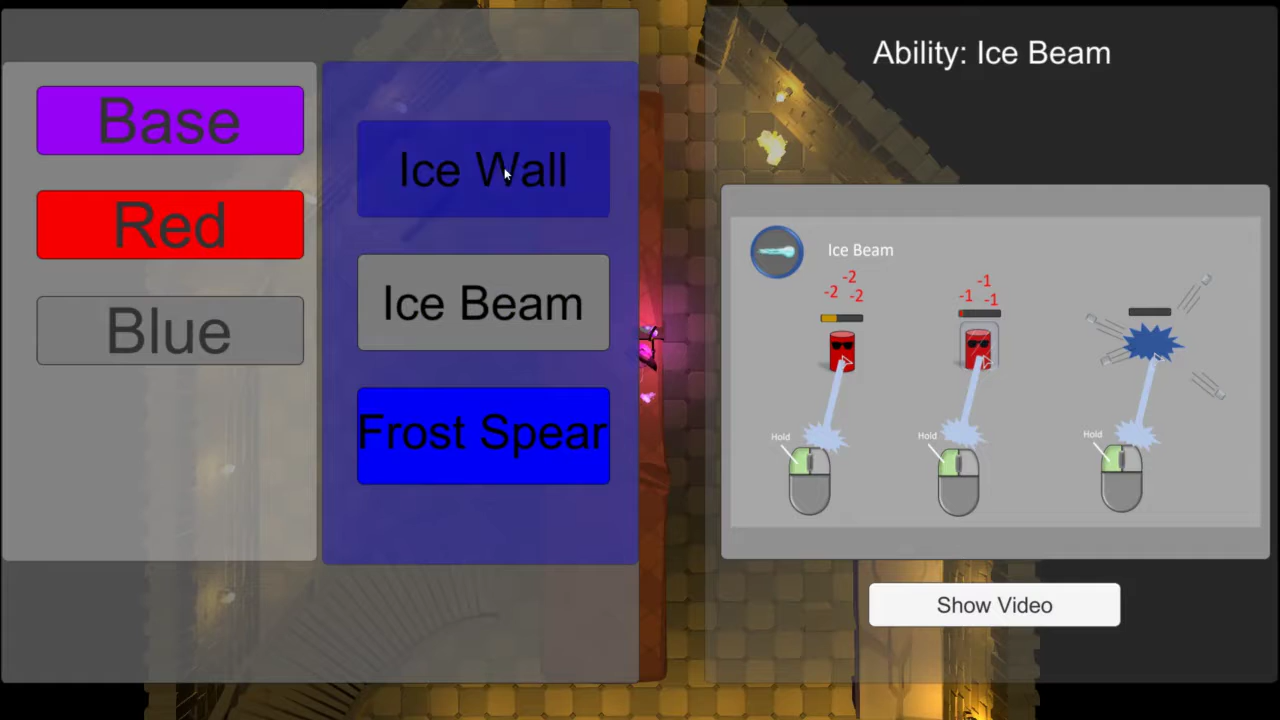 Base
Red
Blue
Ice Wall
Ice Beam
Frost Spear
Ability: Ice Beam
Ice Beam
-2
-2 -2
-1
-1 -1
Hold
Hold
Hold
Show Video